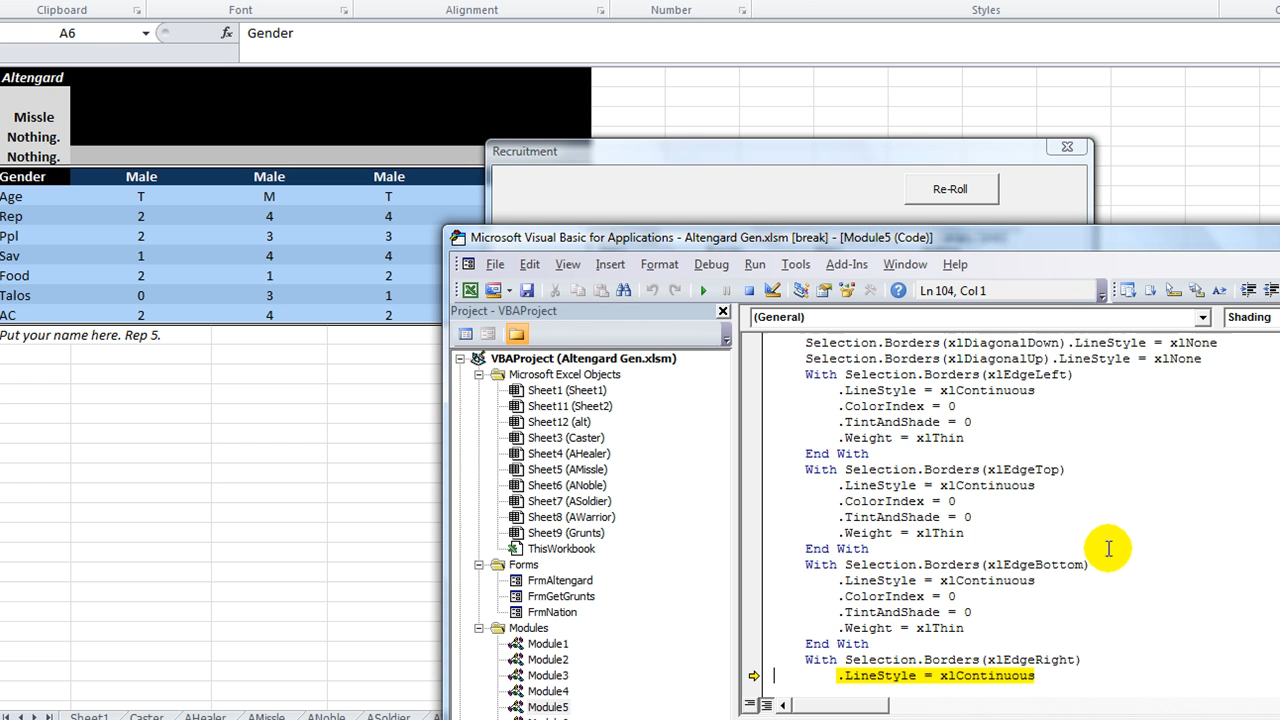 Clipboard Font Alignment Number Styles
A6 fx Gender
Altengard
Missle
Nothing.
Nothing.
Gender Male Male Male
Age T M T
Rep 2 4 4
Ppl 2 3 3
Sav 1 4 4
Food 2 1 2
Talos 0 3 1
AC 2 4 2
Put your name here. Rep 5.
Recruitment
Re-Roll
Microsoft Visual Basic for Applications - Altengard Gen.xlsm [break] - [Module5 (Code)]
File Edit View Insert Format Debug Run Tools Add-Ins Window Help
Ln 104, Col 1
Project - VBAProject
VBAProject (Altengard Gen.xlsm)
Microsoft Excel Objects
Sheet1 (Sheet1)
Sheet11 (Sheet2)
Sheet12 (alt)
Sheet3 (Caster)
Sheet4 (AHealer)
Sheet5 (AMissle)
Sheet6 (ANoble)
Sheet7 (ASoldier)
Sheet8 (AWarrior)
Sheet9 (Grunts)
ThisWorkbook
Forms
FrmAltengard
FrmGetGrunts
FrmNation
Modules
Module1
Module2
Module3
Module4
Module5
(General) Shading
Selection.Borders(xlDiagonalDown).LineStyle = xlNone
Selection.Borders(xlDiagonalUp).LineStyle = xlNone
With Selection.Borders(xlEdgeLeft)
.LineStyle = xlContinuous
.ColorIndex = 0
.TintAndShade = 0
.Weight = xlThin
End With
With Selection.Borders(xlEdgeTop)
.LineStyle = xlContinuous
.ColorIndex = 0
.TintAndShade = 0
.Weight = xlThin
End With
With Selection.Borders(xlEdgeBottom)
.LineStyle = xlContinuous
.ColorIndex = 0
.TintAndShade = 0
.Weight = xlThin
End With
With Selection.Borders(xlEdgeRight)
.LineStyle = xlContinuous
Sheet1 Caster AHealer AMissle ANoble ASoldier